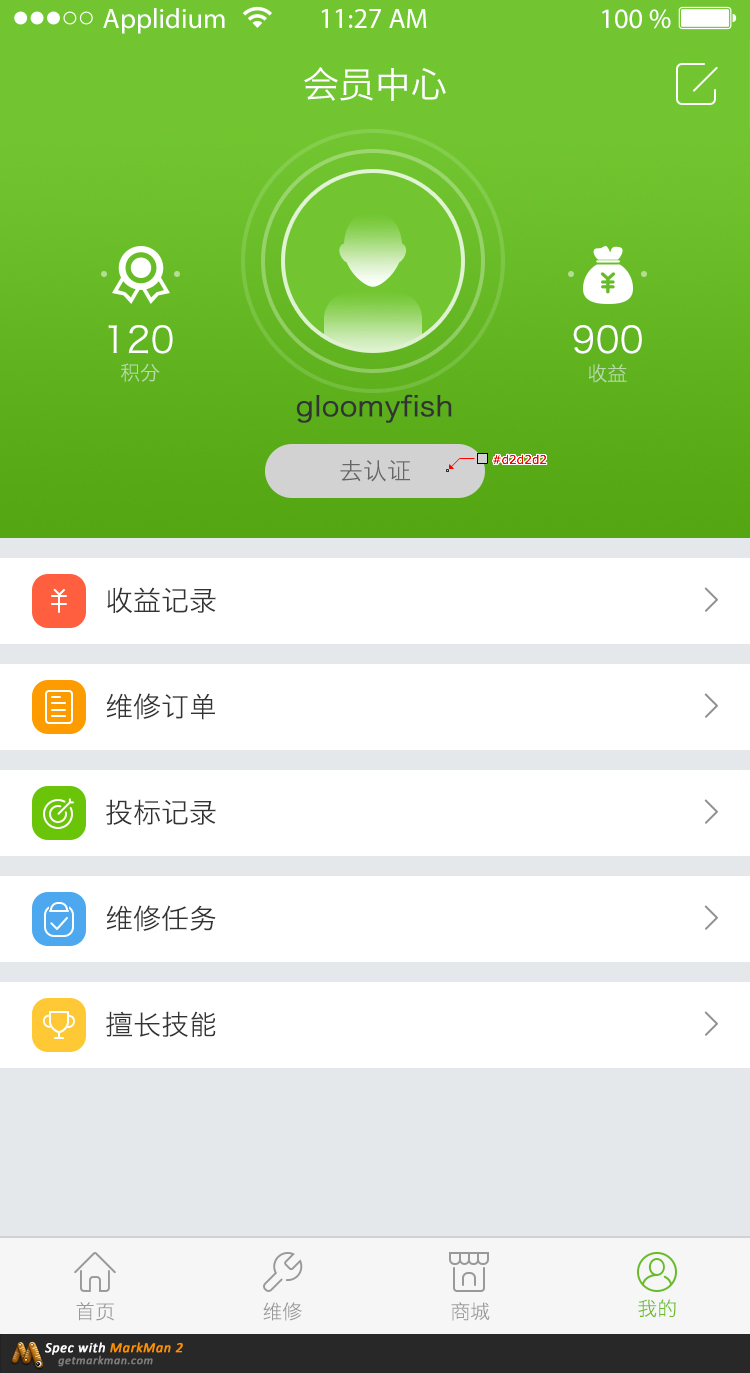 Applidium 11:27 AM 100 %
会员中心
120
积分
900
收益
gloomyfish
去认证
#d2d2d2
收益记录
维修订单
投标记录
维修任务
擅长技能
首页 维修 商城 我的
Spec with MarkMan 2
getmarkman.com